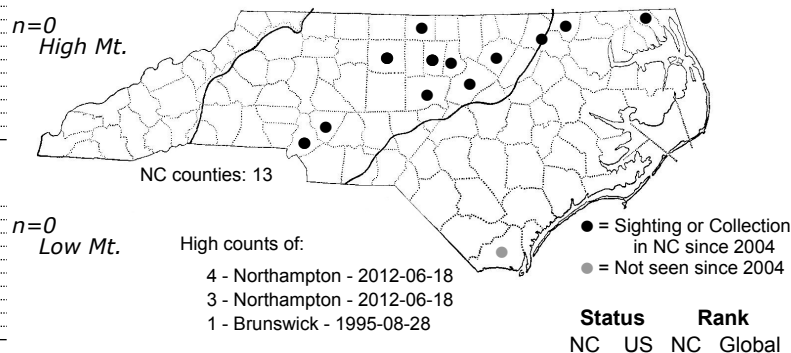 n=0
High Mt.
NC counties: 13
n=0
Low Mt.
High counts of:
4 - Northampton - 2012-06-18
3 - Northampton - 2012-06-18
1 - Brunswick - 1995-08-28
● = Sighting or Collection
in NC since 2004
● = Not seen since 2004
Status Rank
NC US NC Global